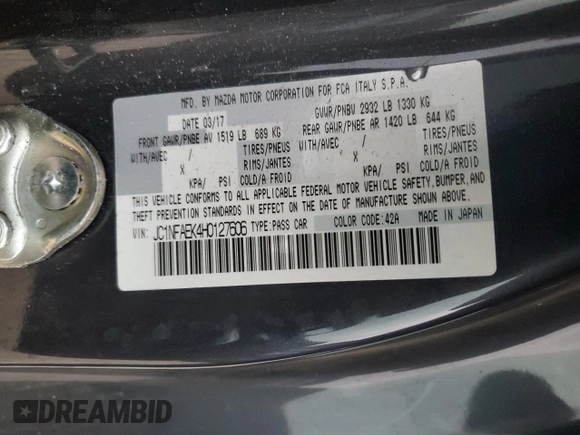 MFD. BY MAZDA MOTOR CORPORATION FOR FCA ITALY S.P.A.
DATE 03/17 GVWR/PNBV 2932 LB 1330 KG
FRONT GAWR/PNBE AV 1519 LB 689 KG REAR GAWR/PNBE AR 1420 LB 644 KG
WITH/AVEC / TIRES/PNEUS WITH/AVEC / TIRES/PNEUS
X RIMS/JANTES X RIMS/JANTES
KPA/ PSI COLD/A FROID KPA/ PSI COLD/A FROID
THIS VEHICLE CONFORMS TO ALL APPLICABLE FEDERAL MOTOR VEHICLE SAFETY, BUMPER, AND
THEFT PREVENTION STANDARDS IN EFFECT ON THE DATE OF MANUFACTURE SHOWN ABOVE.
JC1NFAEK4H0127606 TYPE:PASS CAR COLOR CODE:42A MADE IN JAPAN
DREAMBID